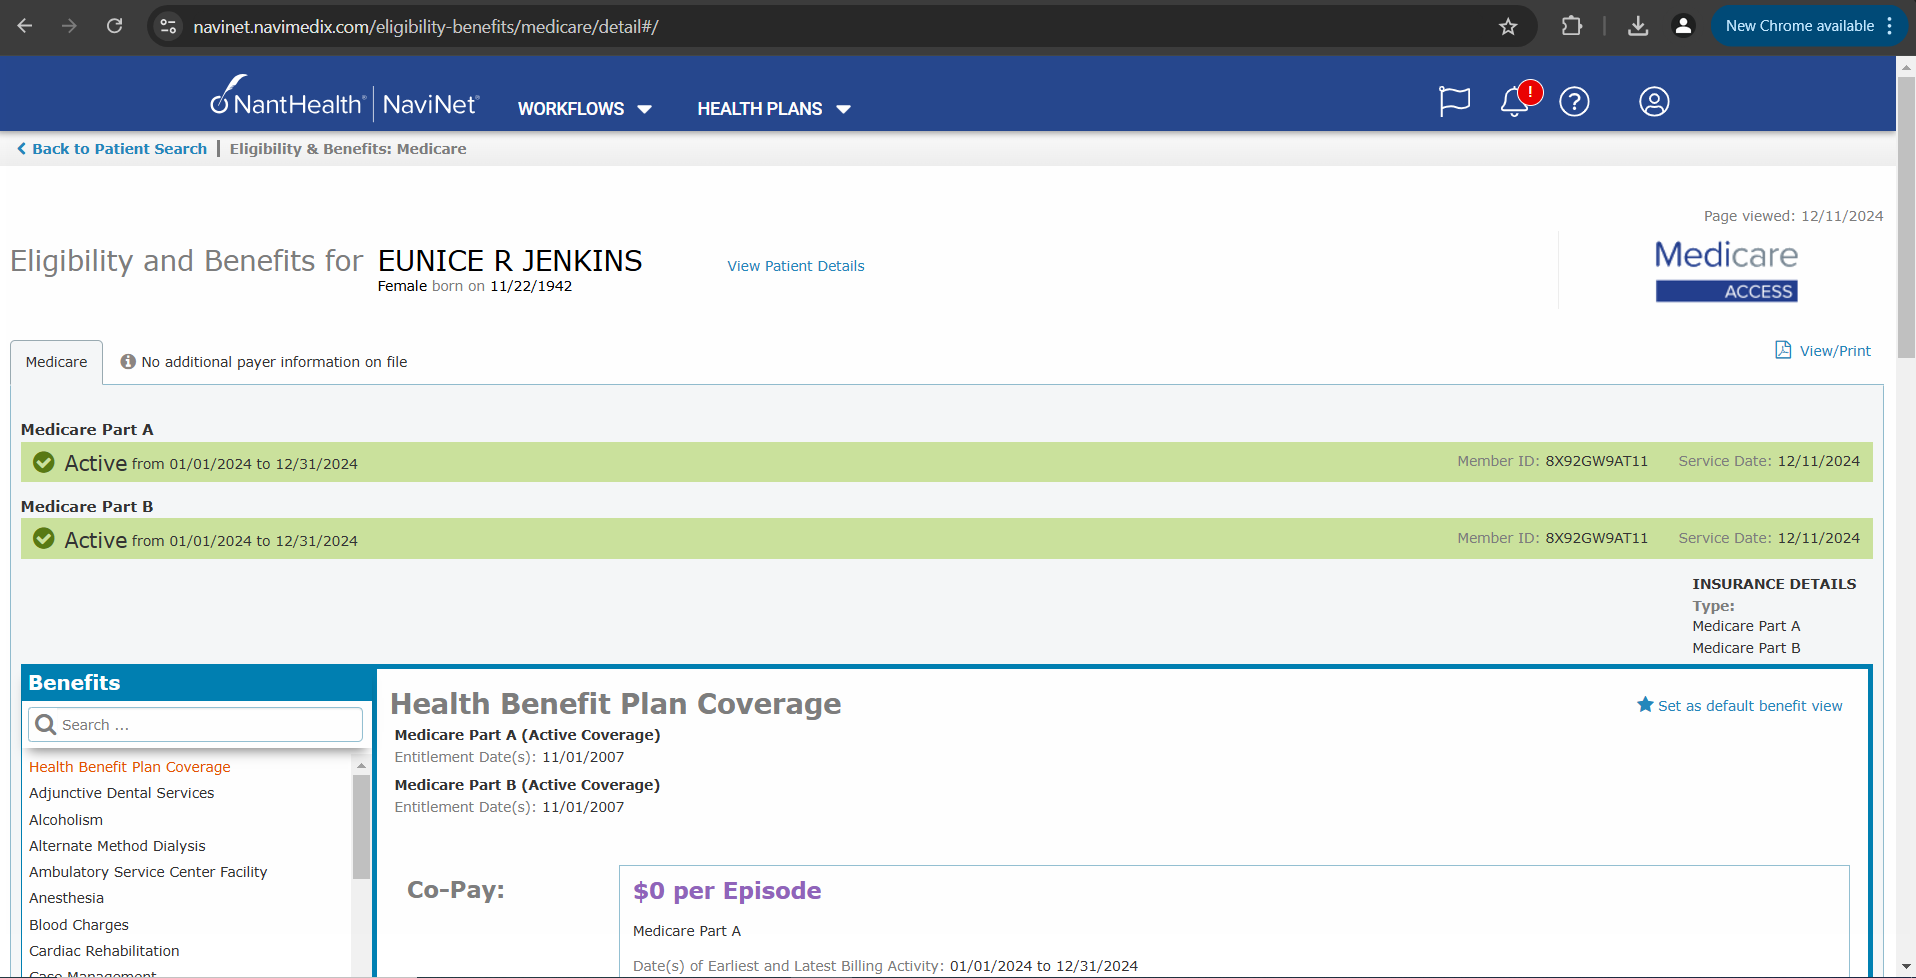 navinet.navimedix.com/eligibility-benefits/medicare/detail#/
New Chrome available
NantHealth® | NaviNet®
WORKFLOWS
HEALTH PLANS
!
?
Back to Patient Search | Eligibility & Benefits: Medicare
Page viewed: 12/11/2024
Eligibility and Benefits for EUNICE R JENKINS
Female born on 11/22/1942
View Patient Details
Medicare
ACCESS
Medicare
No additional payer information on file
View/Print
Medicare Part A
Active from 01/01/2024 to 12/31/2024 Member ID: 8X92GW9AT11 Service Date: 12/11/2024
Medicare Part B
Active from 01/01/2024 to 12/31/2024 Member ID: 8X92GW9AT11 Service Date: 12/11/2024
INSURANCE DETAILS
Type:
Medicare Part A
Medicare Part B
Benefits
Search ...
Health Benefit Plan Coverage
Adjunctive Dental Services
Alcoholism
Alternate Method Dialysis
Ambulatory Service Center Facility
Anesthesia
Blood Charges
Cardiac Rehabilitation
Case Management
Health Benefit Plan Coverage
Set as default benefit view
Medicare Part A (Active Coverage)
Entitlement Date(s): 11/01/2007
Medicare Part B (Active Coverage)
Entitlement Date(s): 11/01/2007
Co-Pay:
$0 per Episode
Medicare Part A
Date(s) of Earliest and Latest Billing Activity: 01/01/2024 to 12/31/2024